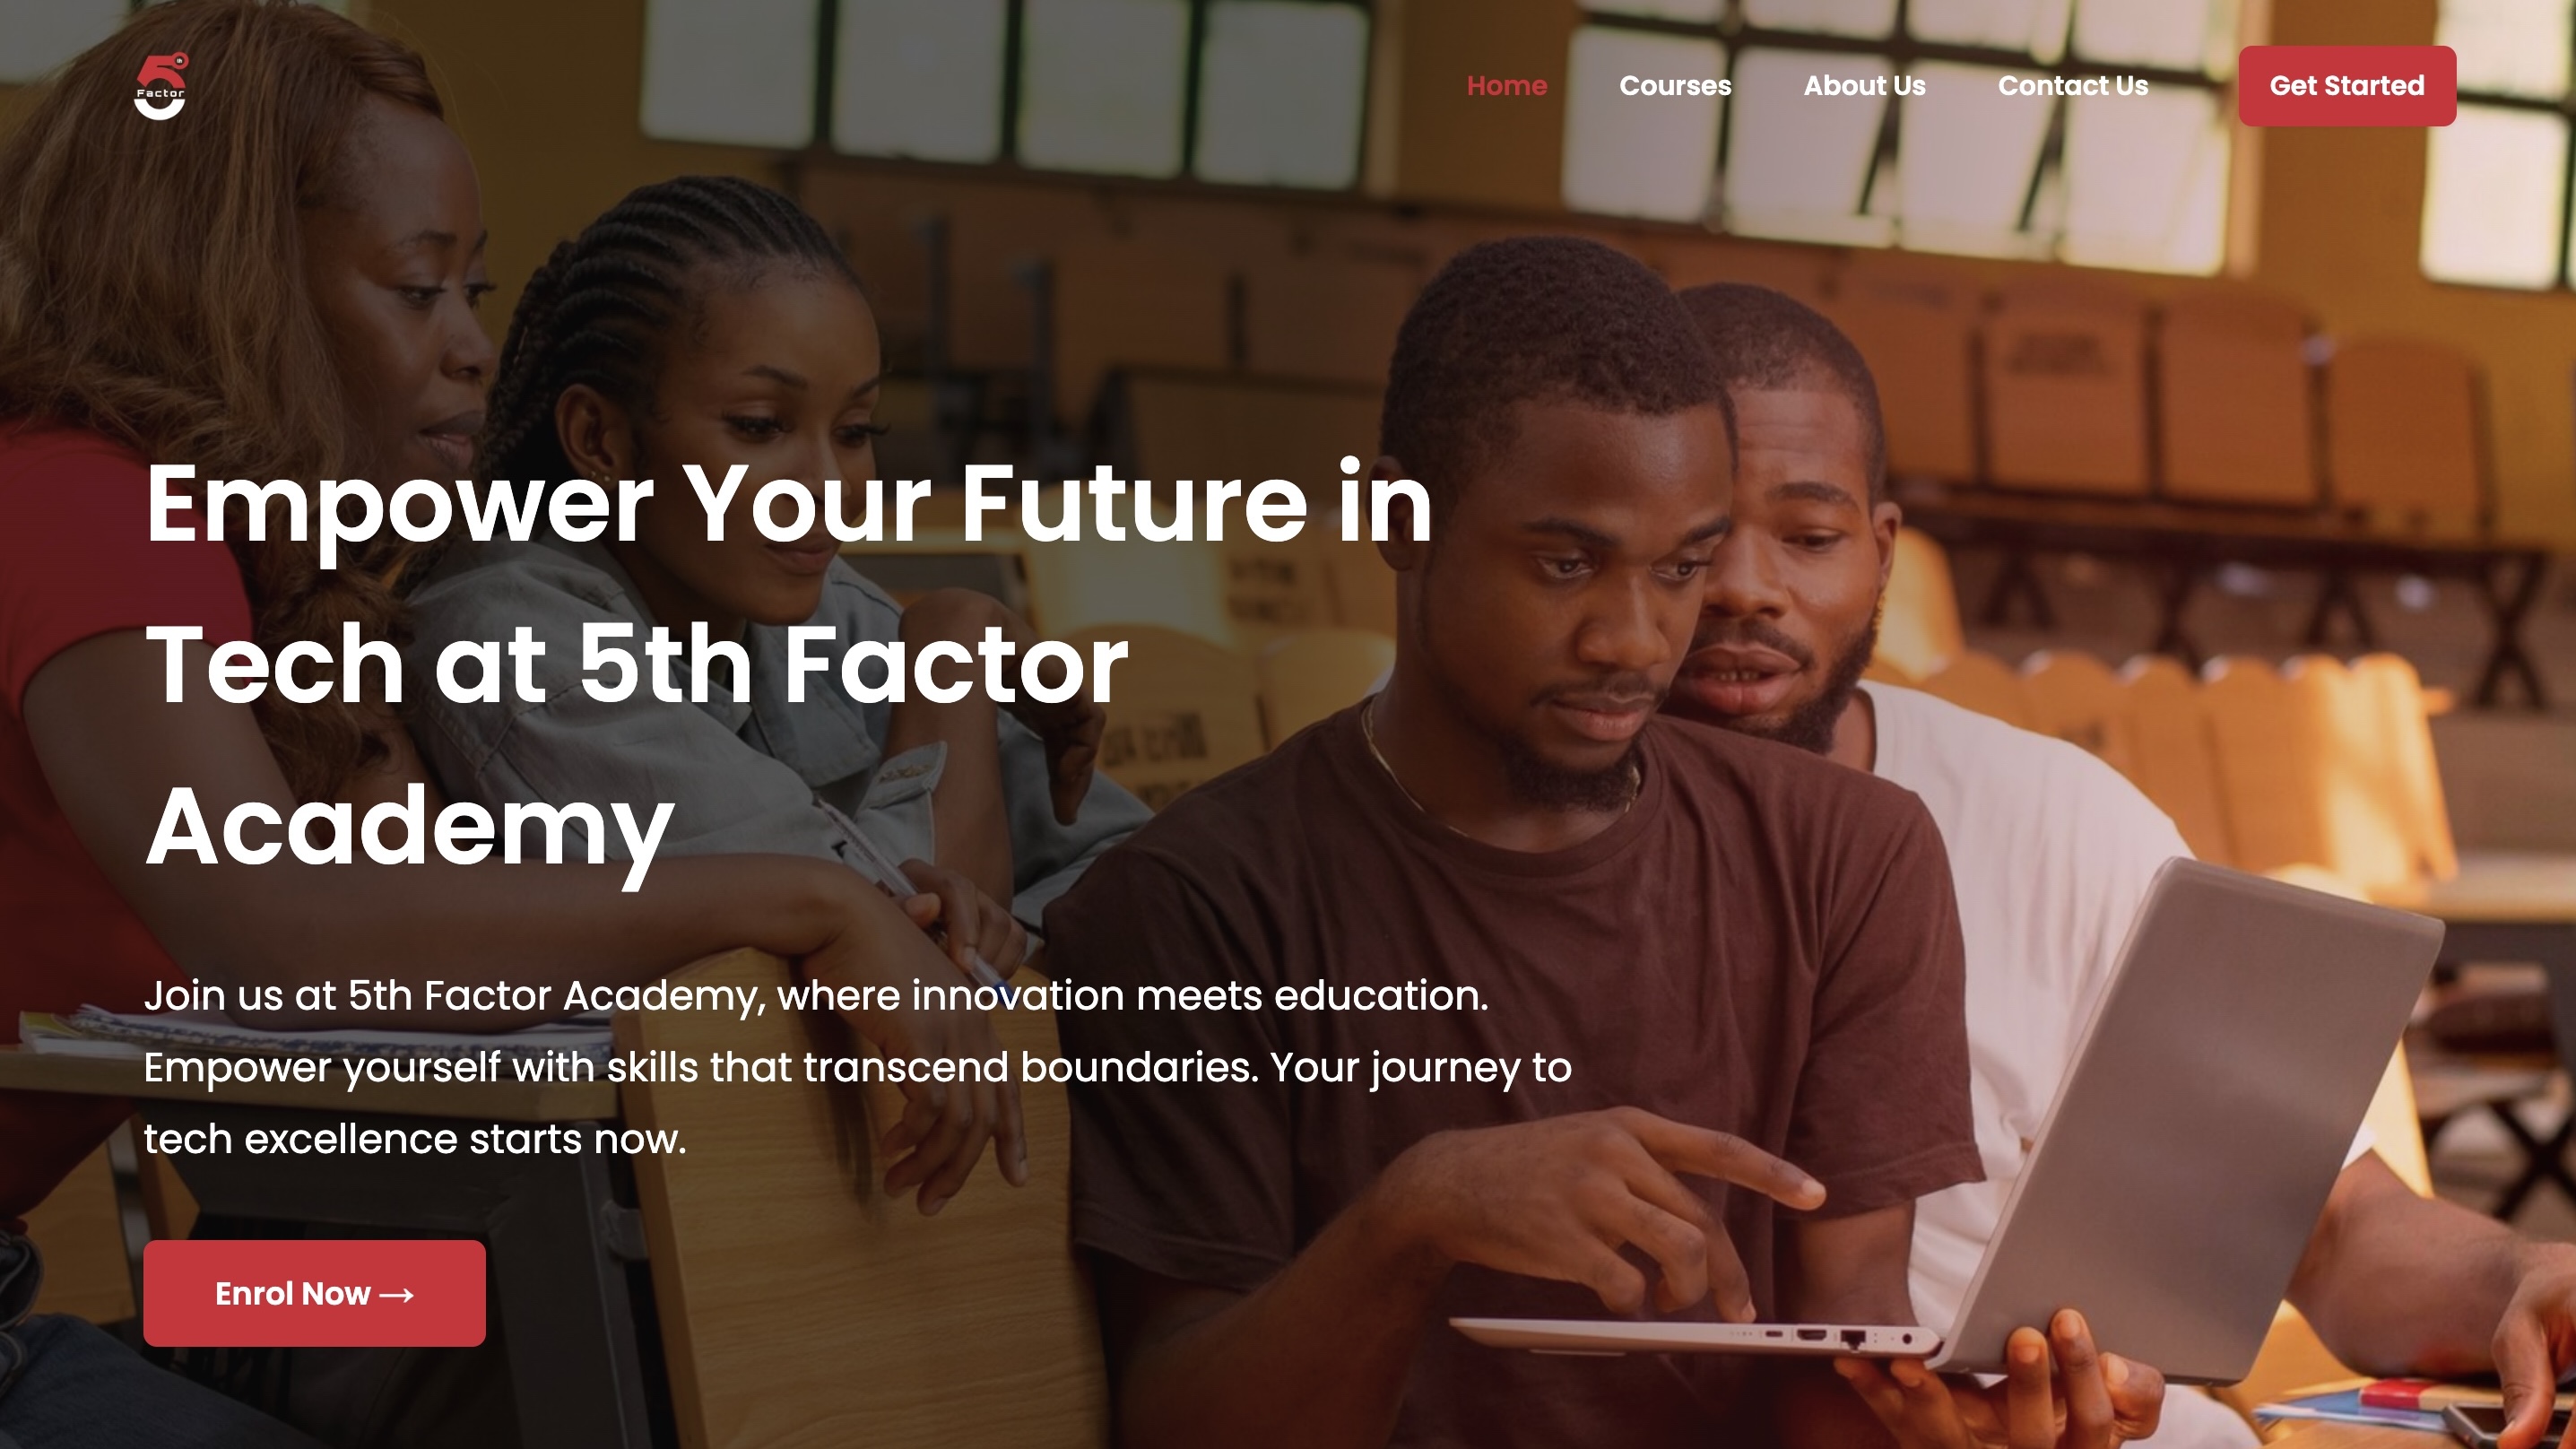 5th
Factor
Home
Courses
About Us
Contact Us
Get Started
Empower Your Future in
Tech at 5th Factor
Academy
Join us at 5th Factor Academy, where innovation meets education.
Empower yourself with skills that transcend boundaries. Your journey to
tech excellence starts now.
Enrol Now →